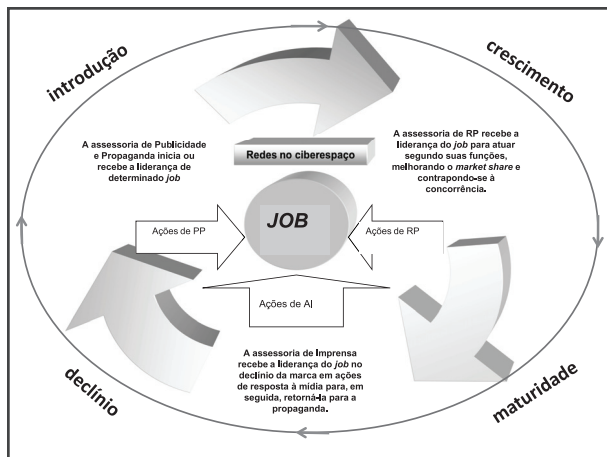 introdução
crescimento
A assessoria de Publicidade
e Propaganda inicia ou
recebe a liderança de
determinado job
Redes no ciberespaço
A assessoria de RP recebe a
liderança do job para atuar
segundo suas funções,
melhorando o market share e
contrapondo-se à
concorrência.
Ações de PP
JOB
Ações de RP
Ações de AI
A assessoria de Imprensa
recebe a liderança do job no
declínio da marca em ações
de resposta à mídia para, em
seguida, retorná-la para a
propaganda.
declínio
maturidade